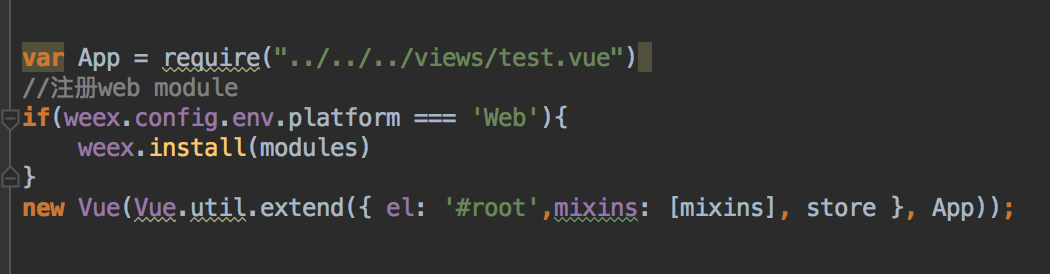 var App = require("../../../views/test.vue")
//注册web module
if(weex.config.env.platform === 'Web'){
    weex.install(modules)
}
new Vue(Vue.util.extend({ el: '#root',mixins: [mixins], store }, App));